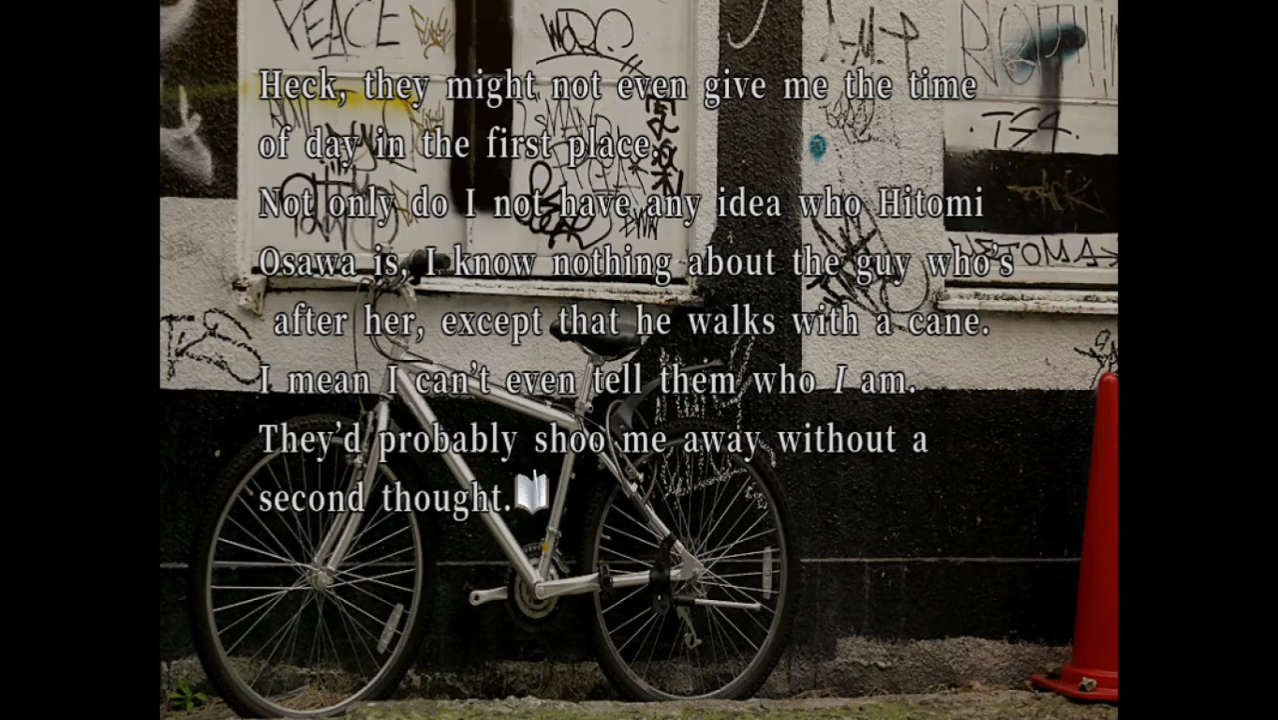 PEACE
Heck, they might not even give me the time
of day in the first place.
Not only do I not have any idea who Hitomi
Osawa is, I know nothing about the guy who's
after her, except that he walks with a cane.
I mean I can't even tell them who I am.
They'd probably shoo me away without a
second thought.